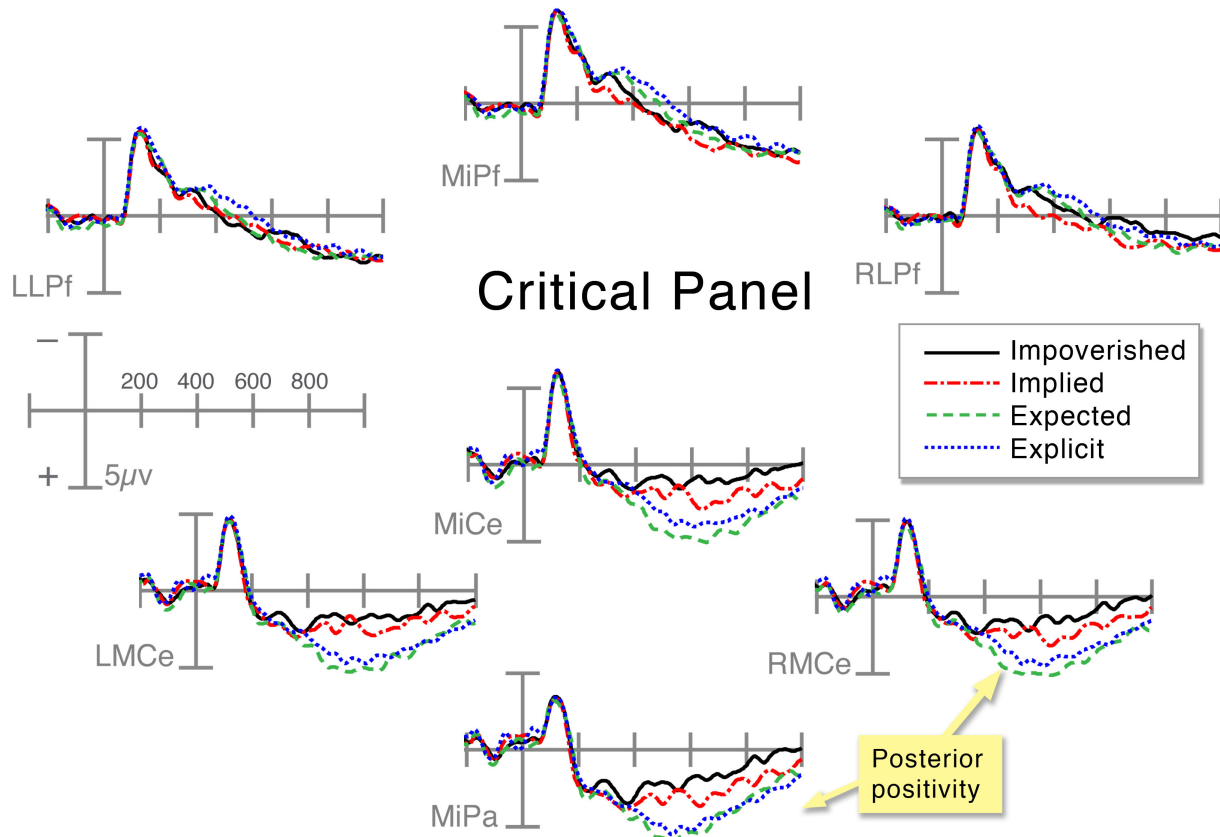 MiPf
LLPf
RLPf
Critical Panel
Impoverished
Implied
Expected
Explicit
−
200 400 600 800
+ 5μv
MiCe
LMCe
RMCe
Posterior
positivity
MiPa